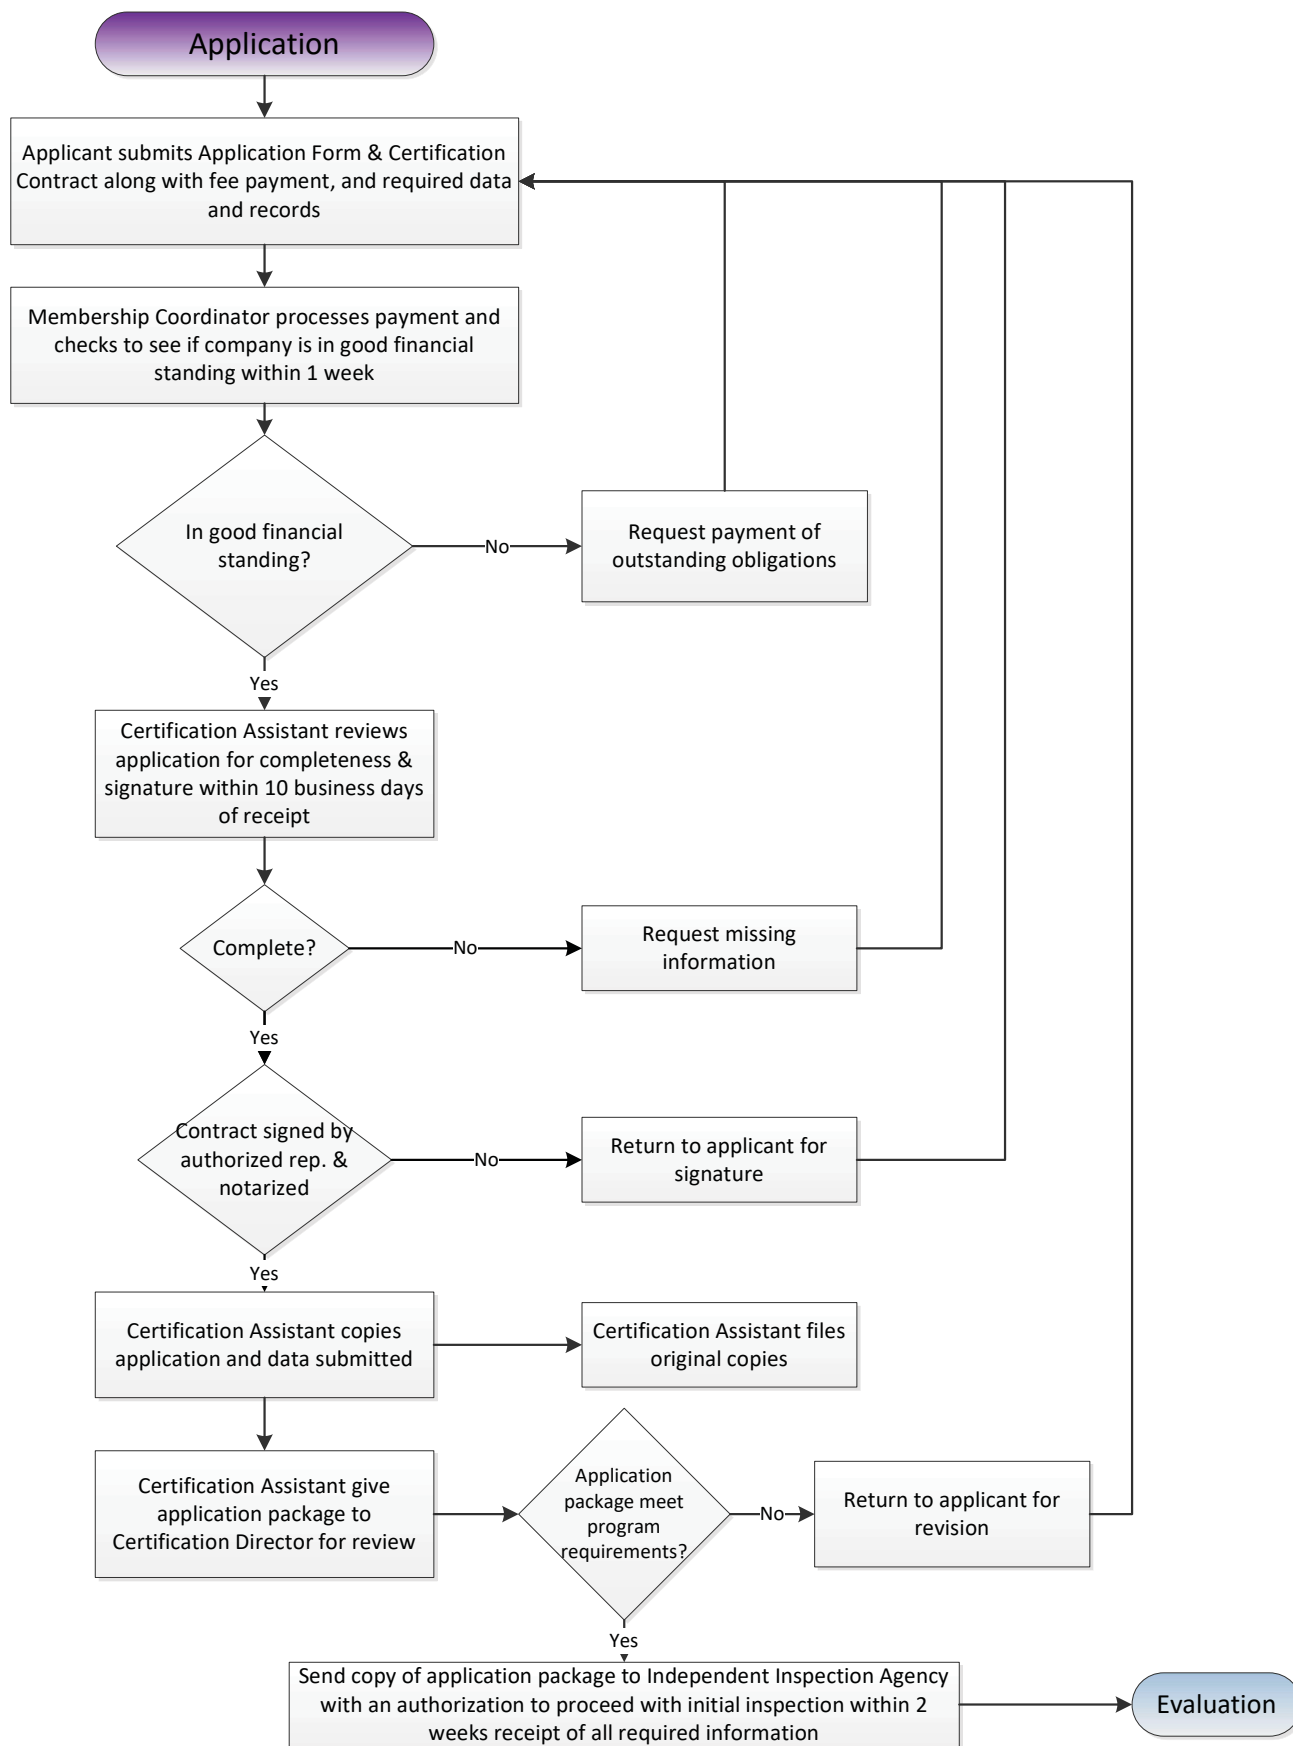 Application
Applicant submits Application Form & Certification
Contract along with fee payment, and required data
and records
Membership Coordinator processes payment and
checks to see if company is in good financial
standing within 1 week
In good financial
standing?
No
Request payment of
outstanding obligations
Yes
Certification Assistant reviews
application for completeness &
signature within 10 business days
of receipt
Complete?
No
Request missing
information
Yes
Contract signed by
authorized rep. &
notarized
No
Return to applicant for
signature
Yes
Certification Assistant copies
application and data submitted
Certification Assistant files
original copies
Certification Assistant give
application package to
Certification Director for review
Application
package meet
program
requirements?
No
Return to applicant for
revision
Yes
Send copy of application package to Independent Inspection Agency
with an authorization to proceed with initial inspection within 2
weeks receipt of all required information
Evaluation